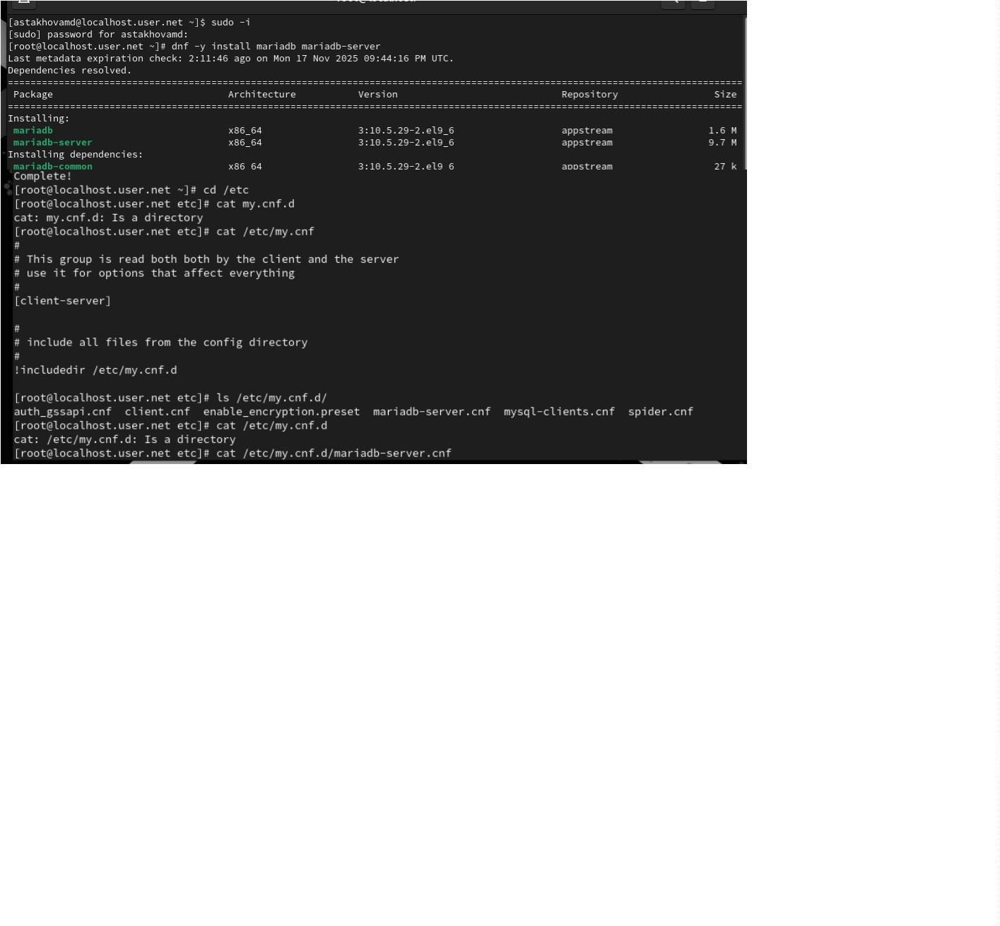 [astakhovamd@localhost.user.net ~]$ sudo -i
[sudo] password for astakhovamd:
[root@localhost.user.net ~]# dnf -y install mariadb mariadb-server
Last metadata expiration check: 2:11:46 ago on Mon 17 Nov 2025 09:44:16 PM UTC.
Dependencies resolved.
Package Architecture Version Repository Size
Installing:
mariadb x86_64 3:10.5.29-2.el9_6 appstream 1.6 M
mariadb-server x86_64 3:10.5.29-2.el9_6 appstream 9.7 M
Installing dependencies:
mariadb-common x86_64 3:10.5.29-2.el9_6 appstream 27 k
Complete!
[root@localhost.user.net ~]# cd /etc
[root@localhost.user.net etc]# cat my.cnf.d
cat: my.cnf.d: Is a directory
[root@localhost.user.net etc]# cat /etc/my.cnf
#
# This group is read both both by the client and the server
# use it for options that affect everything
#
[client-server]
#
# include all files from the config directory
#
!includedir /etc/my.cnf.d
[root@localhost.user.net etc]# ls /etc/my.cnf.d/
auth_gssapi.cnf client.cnf enable_encryption.preset mariadb-server.cnf mysql-clients.cnf spider.cnf
[root@localhost.user.net etc]# cat /etc/my.cnf.d
cat: /etc/my.cnf.d: Is a directory
[root@localhost.user.net etc]# cat /etc/my.cnf.d/mariadb-server.cnf